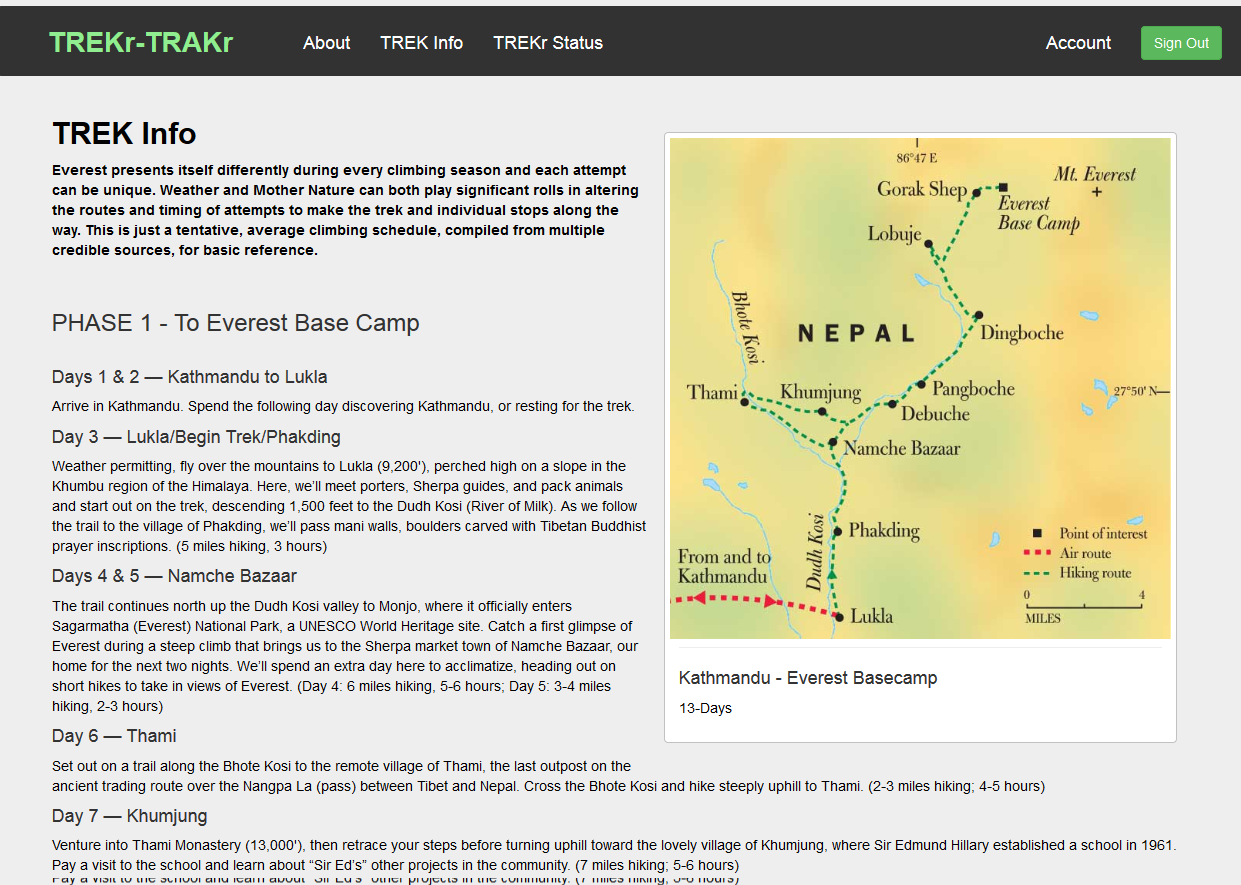 TREKr-TRAKr
About
TREK Info
TREKr Status
Account
Sign Out
TREK Info
Everest presents itself differently during every climbing season and each attempt
can be unique. Weather and Mother Nature can both play significant rolls in altering
the routes and timing of attempts to make the trek and individual stops along the
way. This is just a tentative, average climbing schedule, compiled from multiple
credible sources, for basic reference.
PHASE 1 - To Everest Base Camp
Days 1 & 2 — Kathmandu to Lukla
Arrive in Kathmandu. Spend the following day discovering Kathmandu, or resting for the trek.
Day 3 — Lukla/Begin Trek/Phakding
Weather permitting, fly over the mountains to Lukla (9,200'), perched high on a slope in the
Khumbu region of the Himalaya. Here, we’ll meet porters, Sherpa guides, and pack animals
and start out on the trek, descending 1,500 feet to the Dudh Kosi (River of Milk). As we follow
the trail to the village of Phakding, we’ll pass mani walls, boulders carved with Tibetan Buddhist
prayer inscriptions. (5 miles hiking, 3 hours)
Days 4 & 5 — Namche Bazaar
The trail continues north up the Dudh Kosi valley to Monjo, where it officially enters
Sagarmatha (Everest) National Park, a UNESCO World Heritage site. Catch a first glimpse of
Everest during a steep climb that brings us to the Sherpa market town of Namche Bazaar, our
home for the next two nights. We’ll spend an extra day here to acclimatize, heading out on
short hikes to take in views of Everest. (Day 4: 6 miles hiking, 5-6 hours; Day 5: 3-4 miles
hiking, 2-3 hours)
Day 6 — Thami
Set out on a trail along the Bhote Kosi to the remote village of Thami, the last outpost on the
ancient trading route over the Nangpa La (pass) between Tibet and Nepal. Cross the Bhote Kosi and hike steeply uphill to Thami. (2-3 miles hiking; 4-5 hours)
Day 7 — Khumjung
Venture into Thami Monastery (13,000'), then retrace your steps before turning uphill toward the lovely village of Khumjung, where Sir Edmund Hillary established a school in 1961.
Pay a visit to the school and learn about “Sir Ed’s” other projects in the community. (7 miles hiking; 5-6 hours)
Pay a visit to the school and learn about “Sir Ed’s” other projects in the community. (7 miles hiking; 5-6 hours)
86°47 E
Mt. Everest
Gorak Shep
Everest
Base Camp
Lobuje
Bhote Kosi
NEPAL
Dingboche
Thami
Khumjung
Pangboche
27°50' N
Debuche
Namche Bazaar
Dudh Kosi
Phakding
Point of interest
Air route
Hiking route
From and to
Kathmandu
0
4
MILES
Lukla
Kathmandu - Everest Basecamp
13-Days